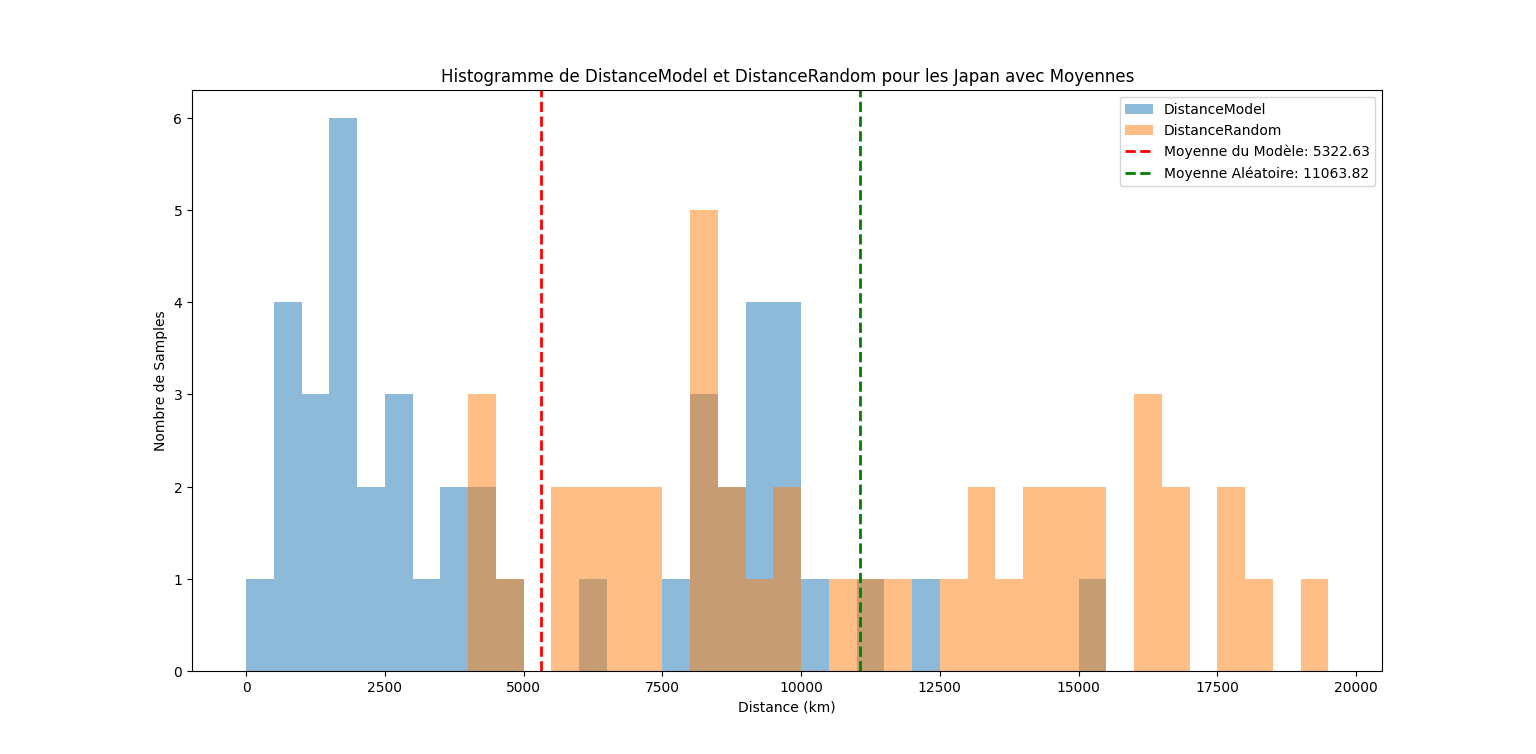 Histogramme de DistanceModel et DistanceRandom pour les Japan avec Moyennes
DistanceModel
DistanceRandom
Moyenne du Modèle: 5322.63
Moyenne Aléatoire: 11063.82
6
5
4
3
2
1
0
Nombre de Samples
0 2500 5000 7500 10000 12500 15000 17500 20000
Distance (km)